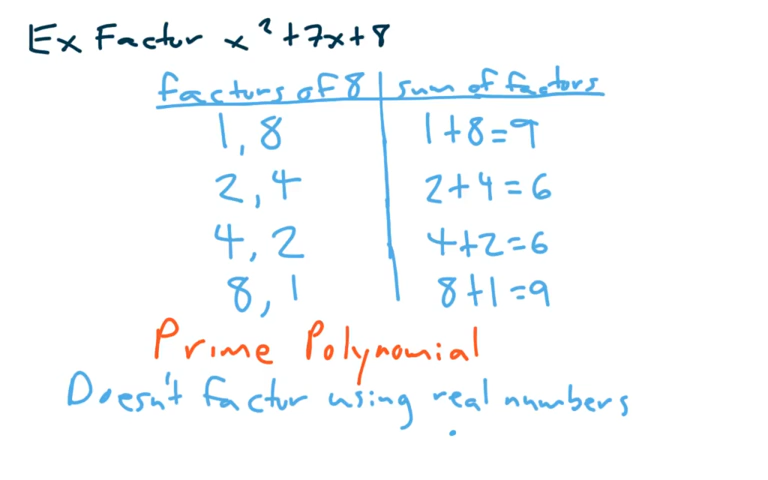 Ex Factor x²+7x+8
factors of 8 sum of factors
1, 8 1+8=9
2, 4 2+4=6
4, 2 4+2=6
8, 1 8+1=9
Prime Polynomial
Doesn't factor using real numbers